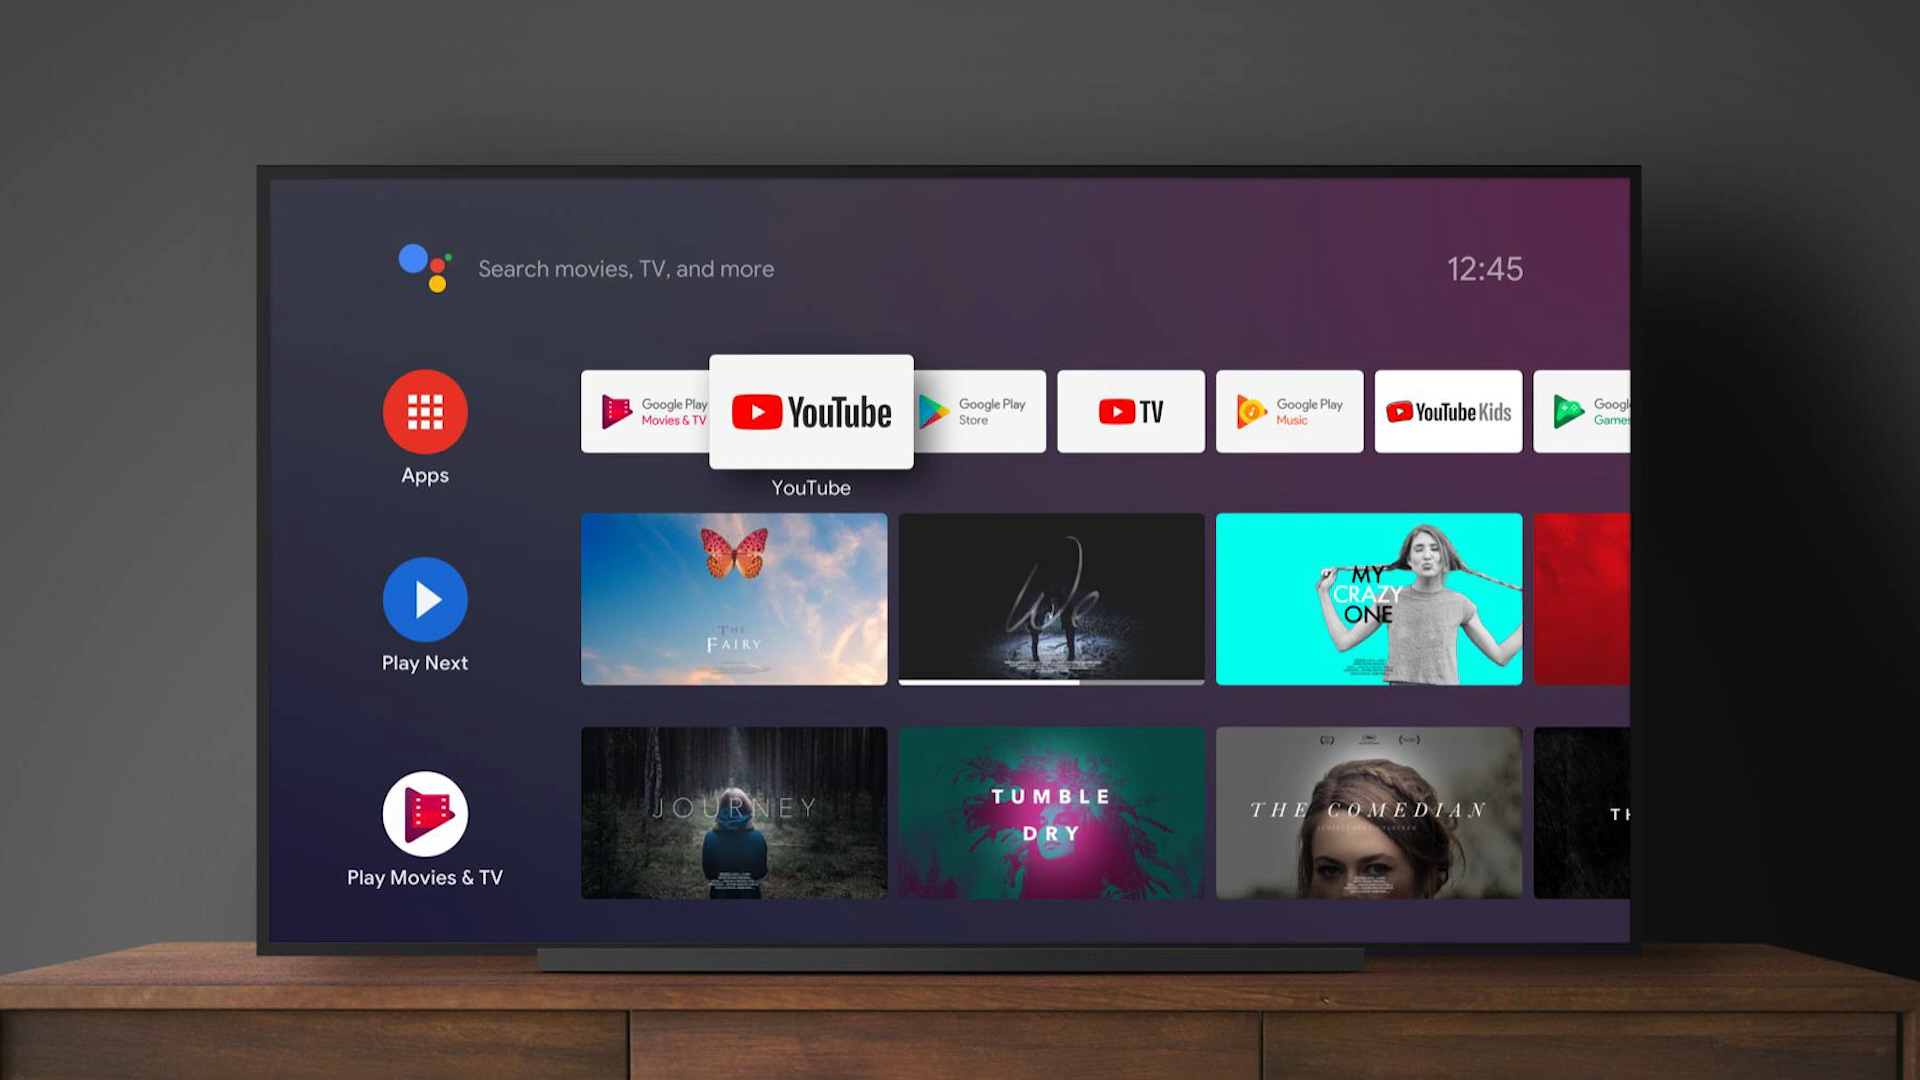 Search movies, TV, and more
12:45
Google Play
Movies & TV
YouTube
Google Play
Store
TV
Google Play
Music
YouTube Kids
Apps
YouTube
THE
FAIRY
We
MY
CRAZY
ONE
Play Next
JOURNEY
TUMBLE
DRY
THE COMEDIAN
Play Movies & TV